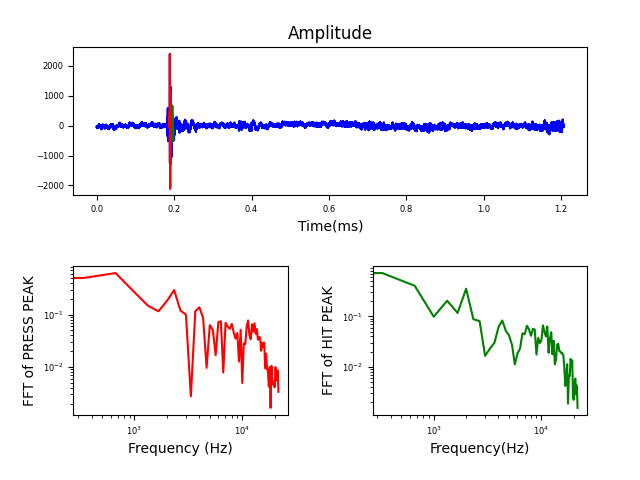 Amplitude
2000
1000
0
−1000
−2000
0.0 0.2 0.4 0.6 0.8 1.0 1.2
Time(ms)
FFT of PRESS PEAK
10⁻¹
10⁻²
10³ 10⁴
Frequency (Hz)
FFT of HIT PEAK
10⁻¹
10⁻²
10³ 10⁴
Frequency(Hz)